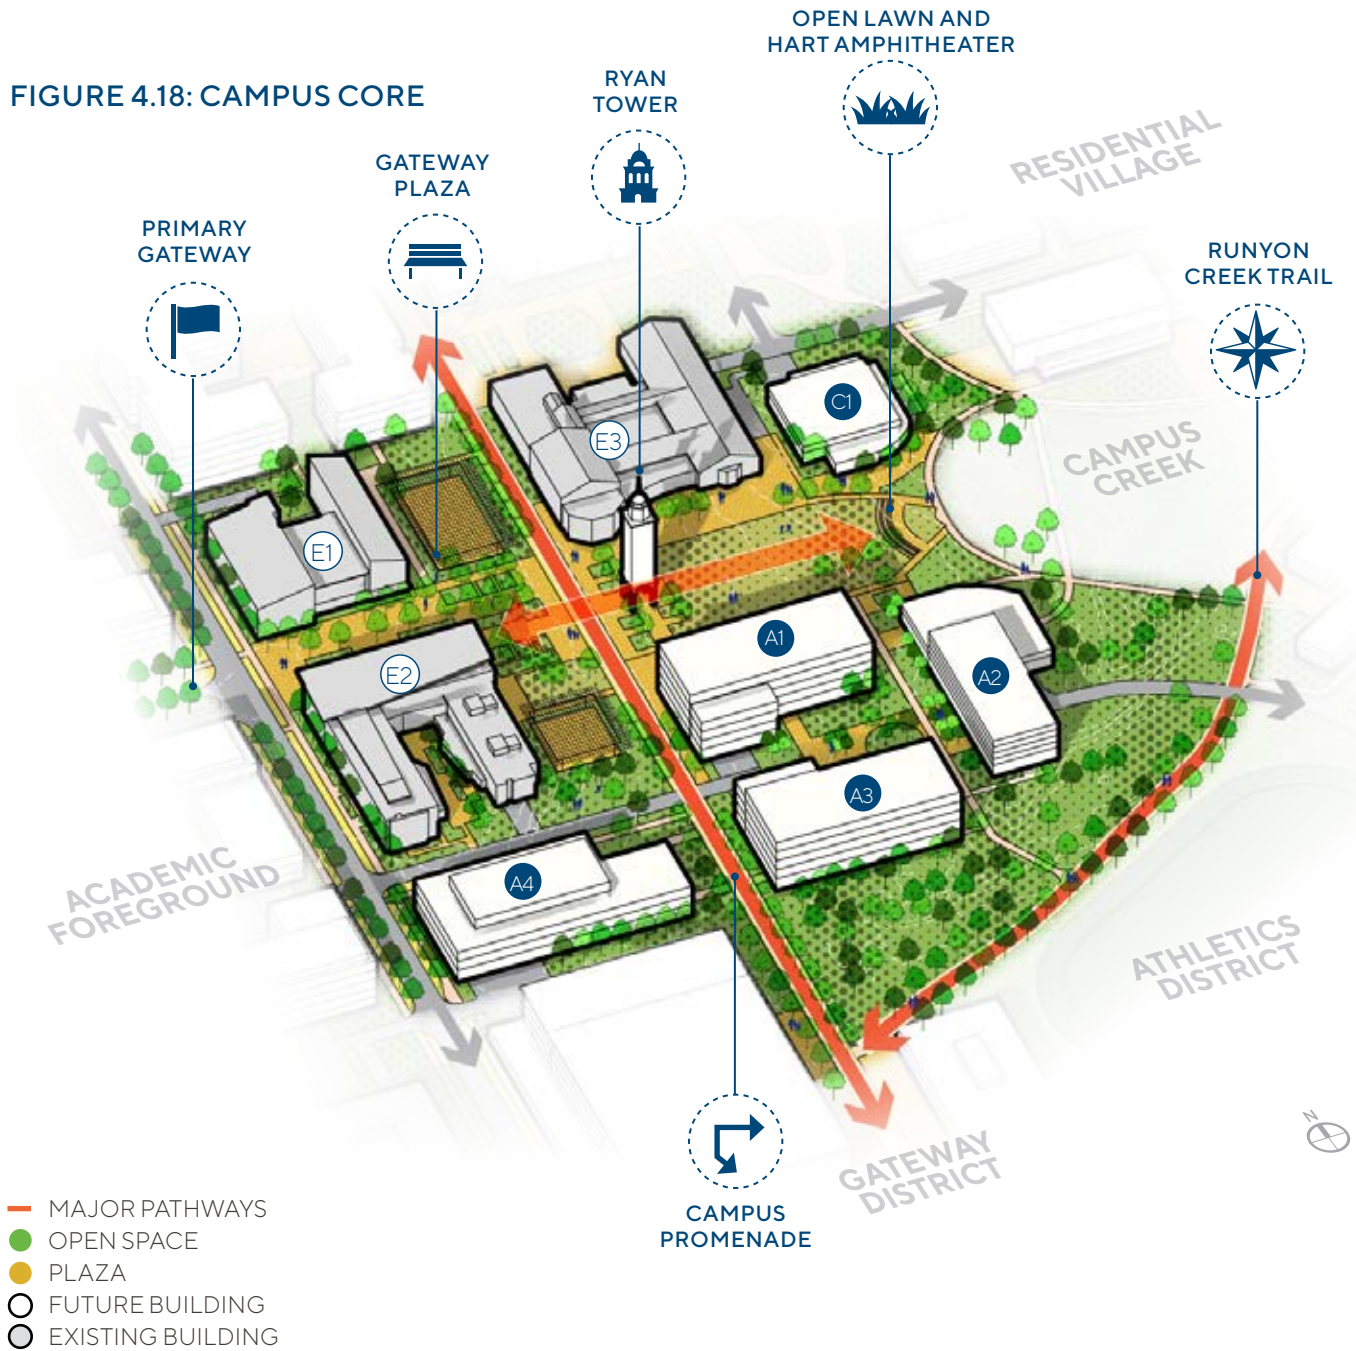 OPEN LAWN AND
HART AMPHITHEATER
RYAN
TOWER
FIGURE 4.18: CAMPUS CORE
RESIDENTIAL
VILLAGE
GATEWAY
PLAZA
PRIMARY
GATEWAY
RUNYON
CREEK TRAIL
C1
E3
CAMPUS
CREEK
E1
A1
E2
A2
A3
A4
ACADEMIC
FOREGROUND
ATHLETICS
DISTRICT
N
GATEWAY
DISTRICT
CAMPUS
PROMENADE
MAJOR PATHWAYS
OPEN SPACE
PLAZA
FUTURE BUILDING
EXISTING BUILDING